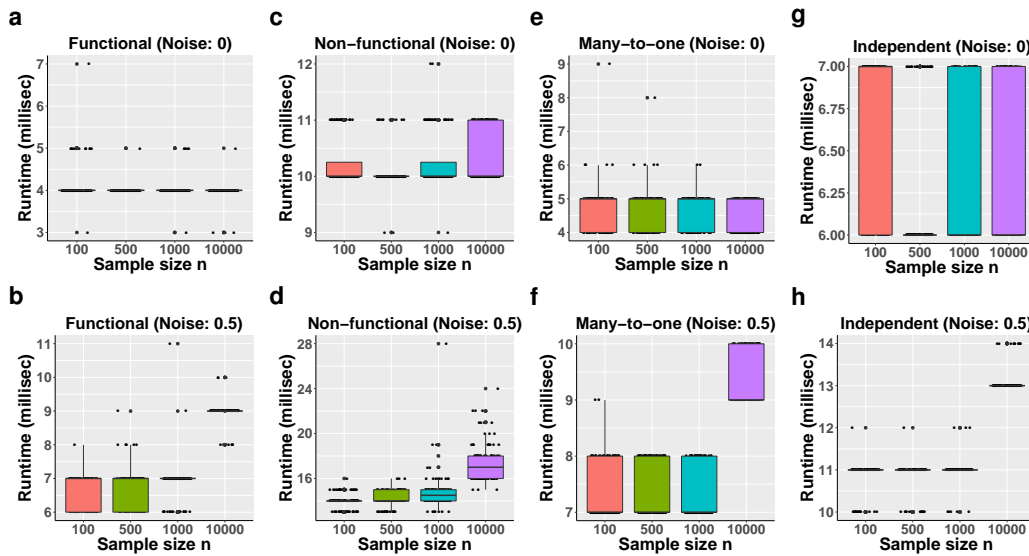 a
Functional (Noise: 0)
Runtime (millisec)
7
6
5
4
3
100 500 1000 10000
Sample size n
c
Non−functional (Noise: 0)
Runtime (millisec)
12
11
10
9
100 500 1000 10000
Sample size n
e
Many−to−one (Noise: 0)
Runtime (millisec)
9
8
7
6
5
4
100 500 1000 10000
Sample size n
g
Independent (Noise: 0)
Runtime (millisec)
7.00
6.75
6.50
6.25
6.00
100 500 1000 10000
Sample size n
b
Functional (Noise: 0.5)
Runtime (millisec)
11
10
9
8
7
6
100 500 1000 10000
Sample size n
d
Non−functional (Noise: 0.5)
Runtime (millisec)
28
24
20
16
100 500 1000 10000
Sample size n
f
Many−to−one (Noise: 0.5)
Runtime (millisec)
10
9
8
7
100 500 1000 10000
Sample size n
h
Independent (Noise: 0.5)
Runtime (millisec)
14
13
12
11
10
100 500 1000 10000
Sample size n